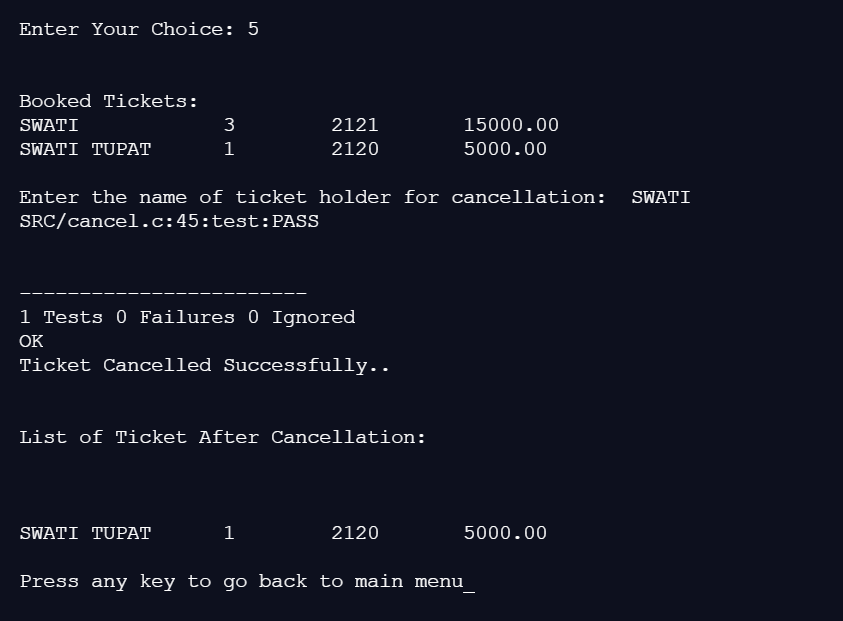 Enter Your Choice: 5
Booked Tickets:
SWATI 3 2121 15000.00
SWATI TUPAT 1 2120 5000.00
Enter the name of ticket holder for cancellation: SWATI
SRC/cancel.c:45:test:PASS
------------------------
1 Tests 0 Failures 0 Ignored
OK
Ticket Cancelled Successfully..
List of Ticket After Cancellation:
SWATI TUPAT 1 2120 5000.00
Press any key to go back to main menu_